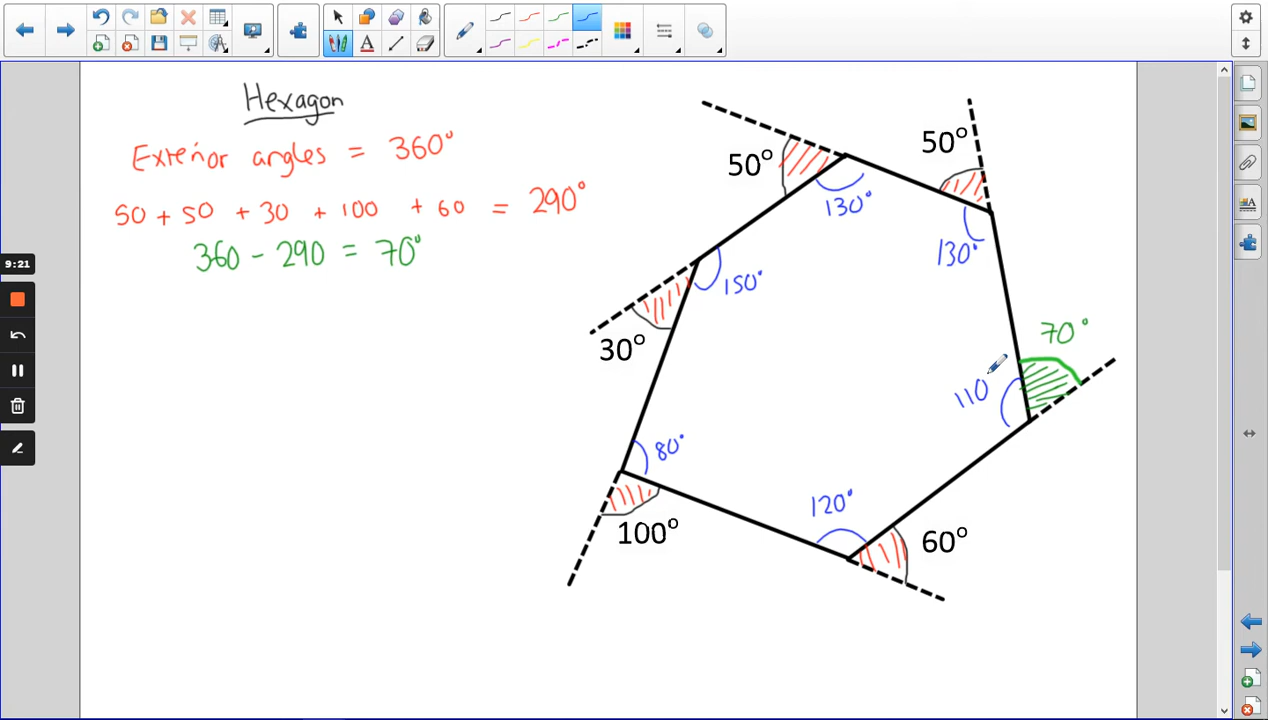 Hexagon
Exterior angles = 360°
50 + 50 + 30 + 100 + 60 = 290°
360 - 290 = 70°
9:21
50°
50°
130°
130°
150°
30°
70°
110
80°
120°
100°
60°
A
A